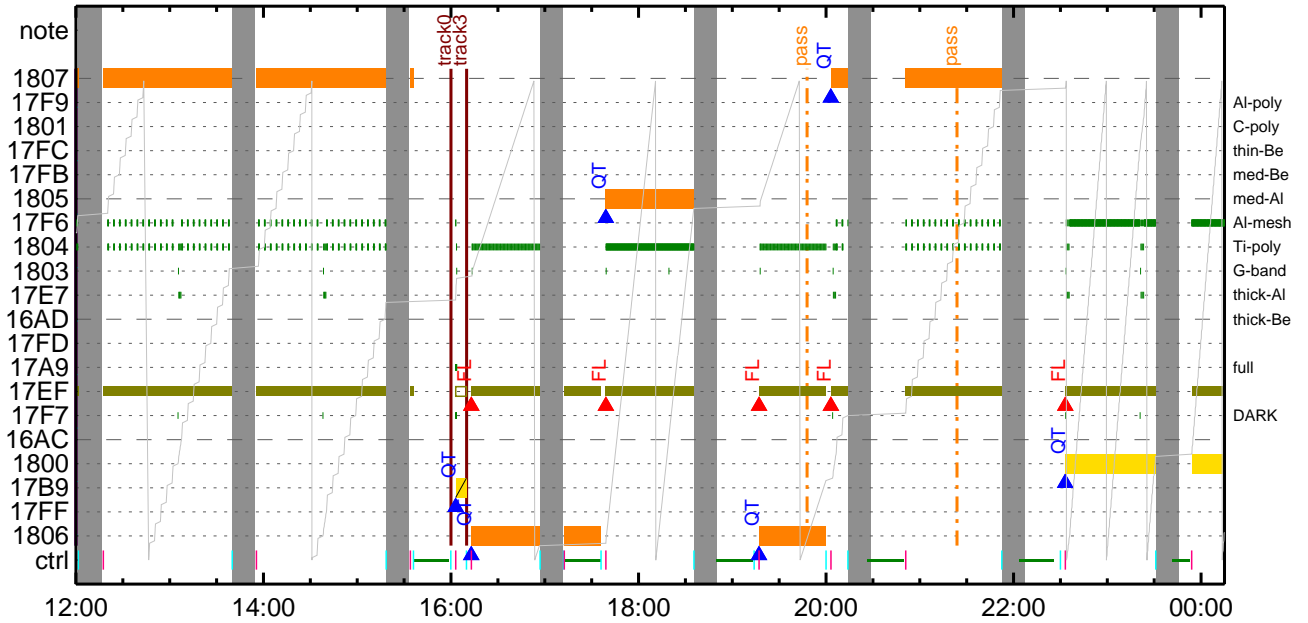 note
track0
track3
pass
QT
pass
1807
17F9 Al-poly
1801 C-poly
17FC thin-Be
17FB med-Be
QT
1805 med-Al
17F6 Al-mesh
1804 Ti-poly
1803 G-band
17E7 thick-Al
16AD thick-Be
17FD
17A9 full
FL FL FL FL FL
17EF
17F7 DARK
16AC
QT QT
1800
17B9
QT QT
17FF
1806
ctrl
12:00 14:00 16:00 18:00 20:00 22:00 00:00